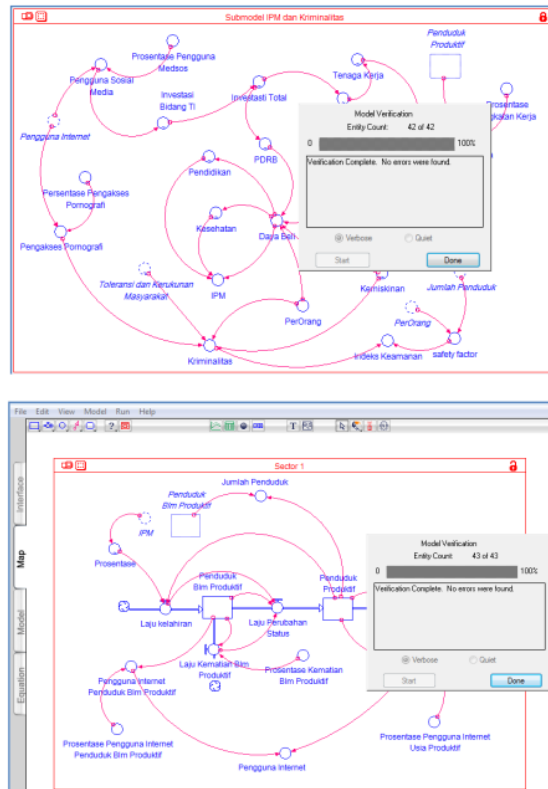 Submodel IPM dan Kriminalitas
Prosentase Pengguna
Medsos
Pengguna Sosial
Media
Investasi
Bidang TI
Investasti Total
Tenaga Kerja
Penduduk
Produktif
Pengguna Internet
Pendidikan
PDRB
Persentase Pengakses
Pornografi
Kesehatan
Daya Beli
Pengakses Pornografi
Toleransi dan Kerukunan
Masyarakat
IPM
PerOrang
Kriminalitas
Kemiskinan
Jumlah Penduduk
PerOrang
Indeks Keamanan
safety factor
Prosentase
gkatan Kerja
Model Verification
Entity Count: 42 of 42
0 100%
Verification Complete. No errors were found.
Verbose Quiet
Start Done
File Edit View Model Run Help
Interface
Map
Model
Equation
Sector 1
Jumlah Penduduk
Penduduk
Blm Produktif
IPM
Prosentase
Penduduk
Blm Produktif
Penduduk
Produktif
Laju kelahiran
Laju Perubahan
Status
Laju Kematian Blm
Produktif
Prosentase Kematian
Blm Produktif
Pengguna Internet
Penduduk Blm Produktif
Prosentase Pengguna Internet
Penduduk Blm Produktif
Pengguna Internet
Prosentase Pengguna Internet
Usia Produktif
Model Verification
Entity Count: 43 of 43
0 100%
Verification Complete. No errors were found.
Verbose Quiet
Start Done